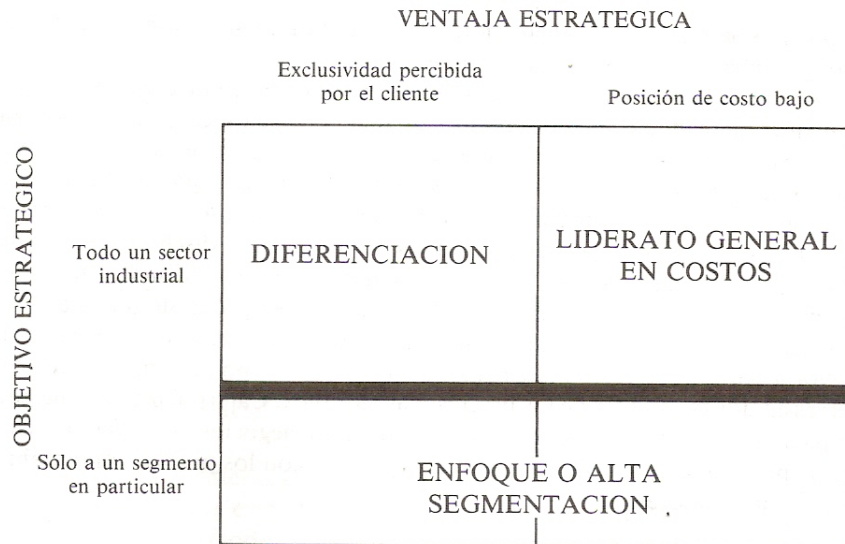 VENTAJA ESTRATEGICA
Exclusividad percibida
por el cliente
Posición de costo bajo
OBJETIVO ESTRATEGICO
Todo un sector
industrial
DIFERENCIACION
LIDERATO GENERAL
EN COSTOS
Sólo a un segmento
en particular
ENFOQUE O ALTA
SEGMENTACION